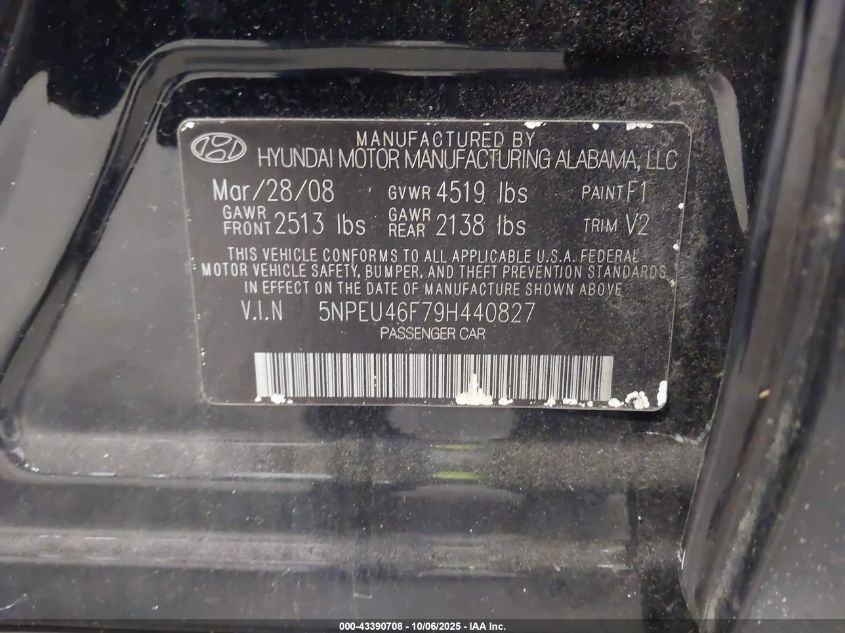 MANUFACTURED BY
HYUNDAI MOTOR MANUFACTURING ALABAMA, LLC
Mar/28/08 GVWR 4519 lbs PAINT F1
GAWR FRONT 2513 lbs GAWR REAR 2138 lbs TRIM V2
THIS VEHICLE CONFORMS TO ALL APPLICABLE U.S.A. FEDERAL
MOTOR VEHICLE SAFETY, BUMPER, AND THEFT PREVENTION STANDARDS
IN EFFECT ON THE DATE OF MANUFACTURE SHOWN ABOVE
V.I.N 5NPEU46F79H440827
PASSENGER CAR
000-43390708 - 10/06/2025 - IAA Inc.